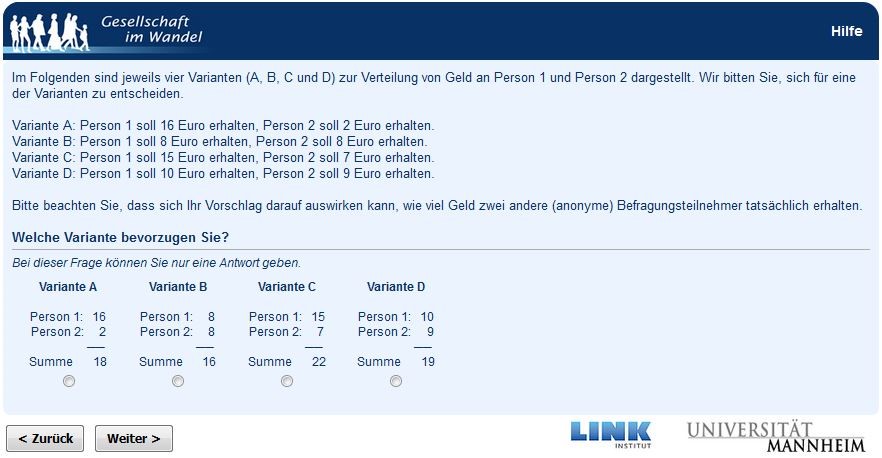 Gesellschaft
im Wandel
Hilfe
Im Folgenden sind jeweils vier Varianten (A, B, C und D) zur Verteilung von Geld an Person 1 und Person 2 dargestellt. Wir bitten Sie, sich für eine
der Varianten zu entscheiden.
Variante A: Person 1 soll 16 Euro erhalten, Person 2 soll 2 Euro erhalten.
Variante B: Person 1 soll 8 Euro erhalten, Person 2 soll 8 Euro erhalten.
Variante C: Person 1 soll 15 Euro erhalten, Person 2 soll 7 Euro erhalten.
Variante D: Person 1 soll 10 Euro erhalten, Person 2 soll 9 Euro erhalten.
Bitte beachten Sie, dass sich Ihr Vorschlag darauf auswirken kann, wie viel Geld zwei andere (anonyme) Befragungsteilnehmer tatsächlich erhalten.
Welche Variante bevorzugen Sie?
Bei dieser Frage können Sie nur eine Antwort geben.
Variante A Variante B Variante C Variante D
Person 1: 16 Person 1: 8 Person 1: 15 Person 1: 10
Person 2: 2 Person 2: 8 Person 2: 7 Person 2: 9
Summe 18 Summe 16 Summe 22 Summe 19
< Zurück Weiter >
LINK
INSTITUT
UNIVERSITÄT
MANNHEIM